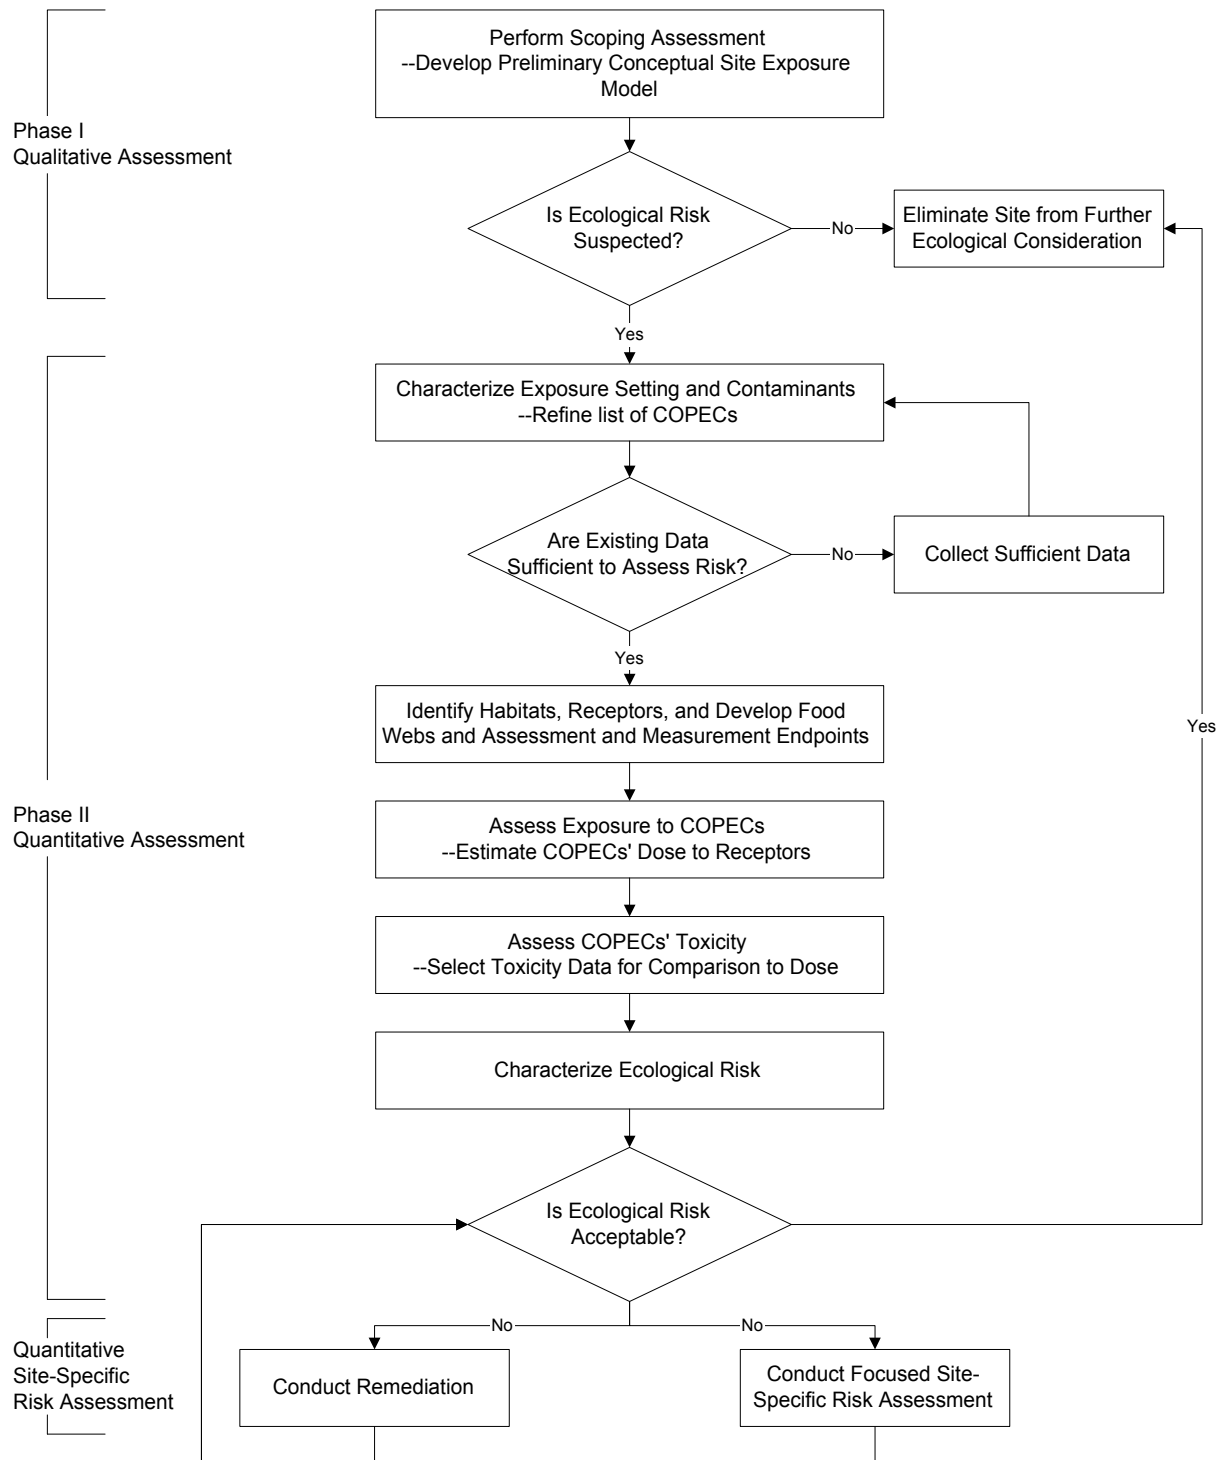 Perform Scoping Assessment
--Develop Preliminary Conceptual Site Exposure
Model
Phase I
Qualitative Assessment
Is Ecological Risk
Suspected?
No
Eliminate Site from Further
Ecological Consideration
Yes
Characterize Exposure Setting and Contaminants
--Refine list of COPECs
Are Existing Data
Sufficient to Assess Risk?
No
Collect Sufficient Data
Yes
Identify Habitats, Receptors, and Develop Food
Webs and Assessment and Measurement Endpoints
Yes
Phase II
Quantitative Assessment
Assess Exposure to COPECs
--Estimate COPECs' Dose to Receptors
Assess COPECs' Toxicity
--Select Toxicity Data for Comparison to Dose
Characterize Ecological Risk
Is Ecological Risk
Acceptable?
No
No
Quantitative
Site-Specific
Risk Assessment
Conduct Remediation
Conduct Focused Site-
Specific Risk Assessment